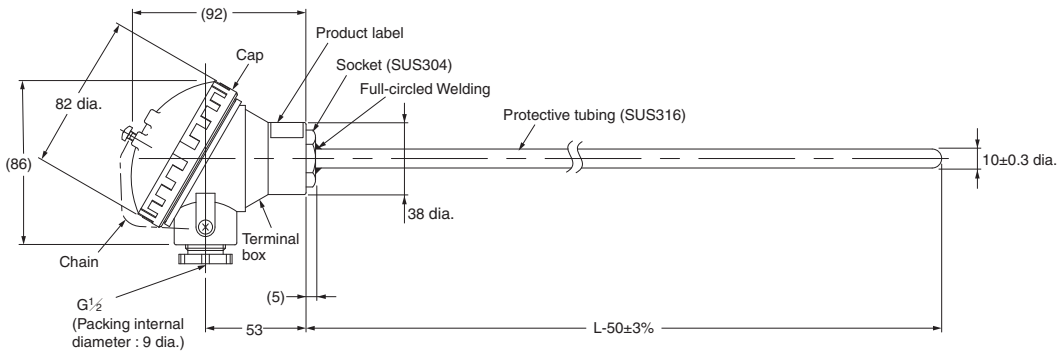 (92)
Product label
Cap
Socket (SUS304)
Full-circled Welding
82 dia.
Protective tubing (SUS316)
(86)
10±0.3 dia.
38 dia.
Terminal
box
Chain
(5)
G1/2
(Packing internal
diameter : 9 dia.)
53
L-50±3%